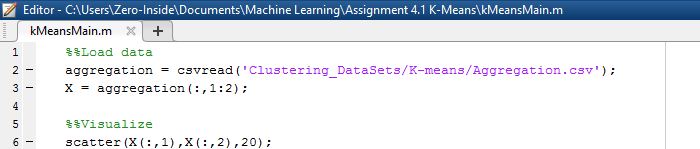 Editor - C:\Users\Zero-Inside\Documents\Machine Learning\Assignment 4.1 K-Means\kMeansMain.m
kMeansMain.m
1 %%Load data
2 - aggregation = csvread('Clustering_DataSets/K-means/Aggregation.csv');
3 - X = aggregation(:,1:2);
4
5 %%Visualize
6 - scatter(X(:,1),X(:,2),20);